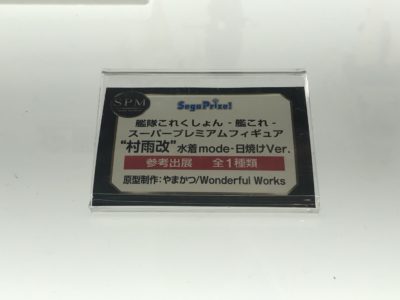 SPM
Sega Prize!
艦隊これくしょん - 艦これ -
スーパープレミアムフィギュア
“村雨改” 水着mode-日焼けVer.
参考出展 全1種類
原型制作：やまかつ/Wonderful Works